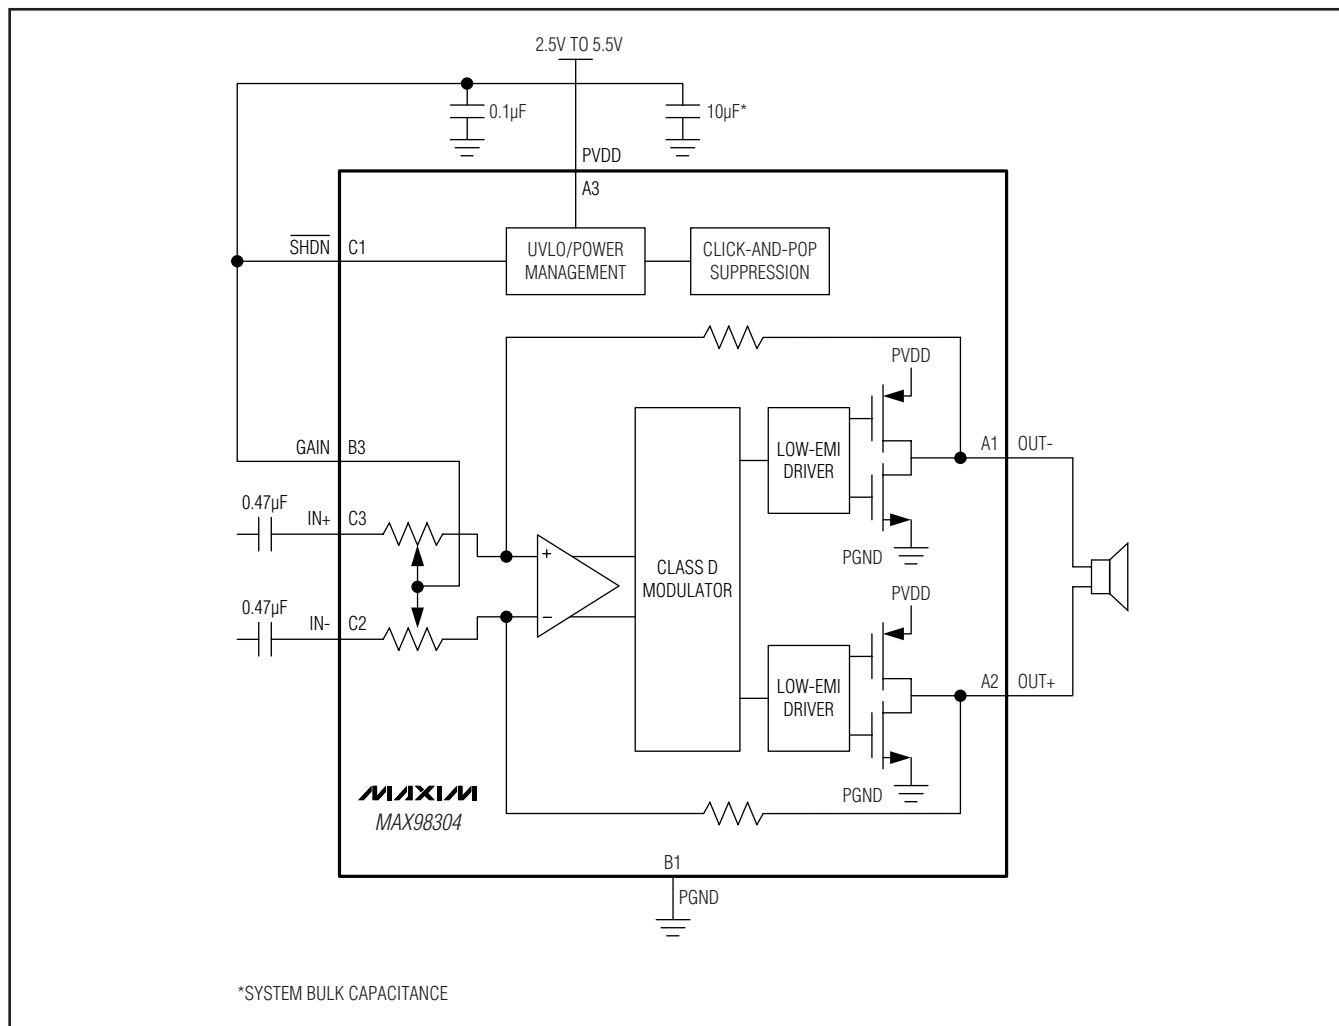 2.5V TO 5.5V
0.1µF
10µF*
PVDD
A3
SHDN
C1
UVLO/POWER
MANAGEMENT
CLICK-AND-POP
SUPPRESSION
PVDD
GAIN
B3
LOW-EMI
DRIVER
A1
OUT-
0.47µF
IN+
C3
+
PGND
CLASS D
MODULATOR
PVDD
0.47µF
IN-
C2
−
LOW-EMI
DRIVER
A2
OUT+
PGND
MAXIM
MAX98304
B1
PGND
*SYSTEM BULK CAPACITANCE